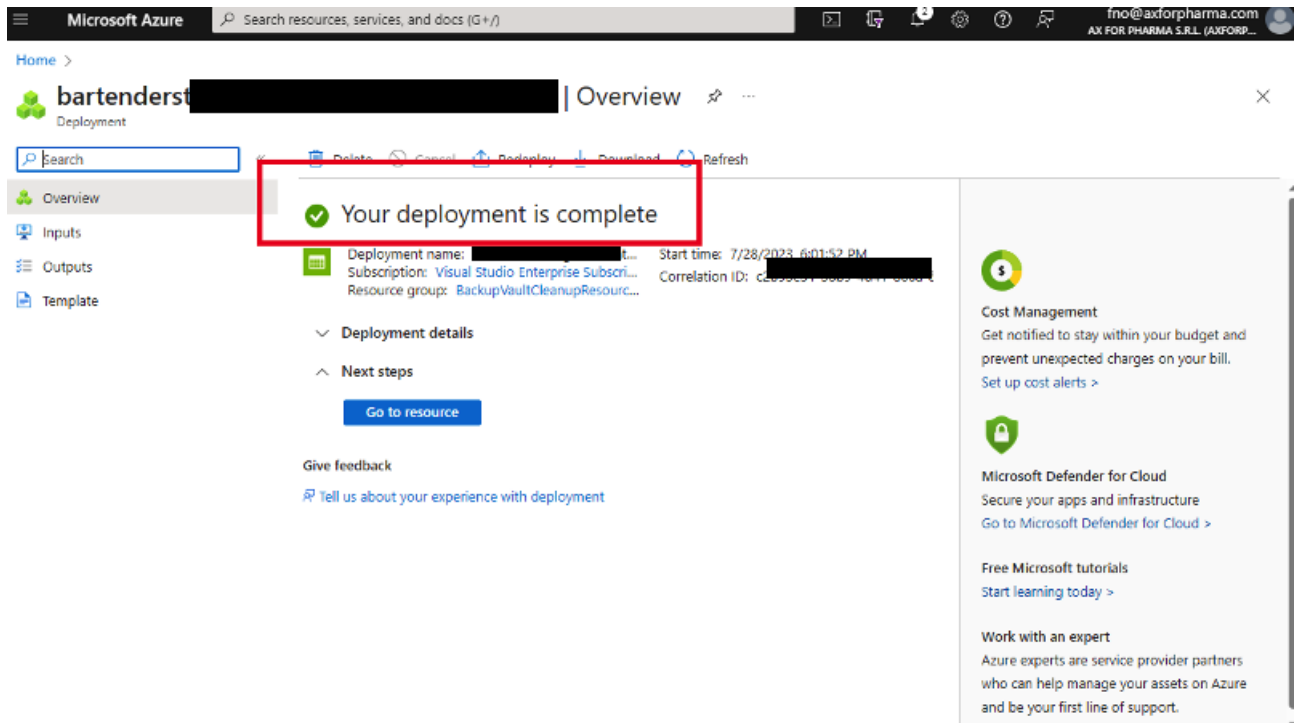 Microsoft Azure
Search resources, services, and docs (G+/)
2
fno@axforpharma.com
AX FOR PHARMA S.R.L. (AXFORP...
Home >
bartenderst | Overview
Deployment
Search
Delete Cancel Redeploy Download Refresh
Overview
Inputs
Outputs
Template
Your deployment is complete
Deployment name: t...
Subscription: Visual Studio Enterprise Subscri...
Resource group: BackupVaultCleanupResourc...
Start time: 7/28/2023, 6:01:52 PM
Correlation ID:
Deployment details
Next steps
Go to resource
Give feedback
Tell us about your experience with deployment
Cost Management
Get notified to stay within your budget and
prevent unexpected charges on your bill.
Set up cost alerts >
Microsoft Defender for Cloud
Secure your apps and infrastructure
Go to Microsoft Defender for Cloud >
Free Microsoft tutorials
Start learning today >
Work with an expert
Azure experts are service provider partners
who can help manage your assets on Azure
and be your first line of support.